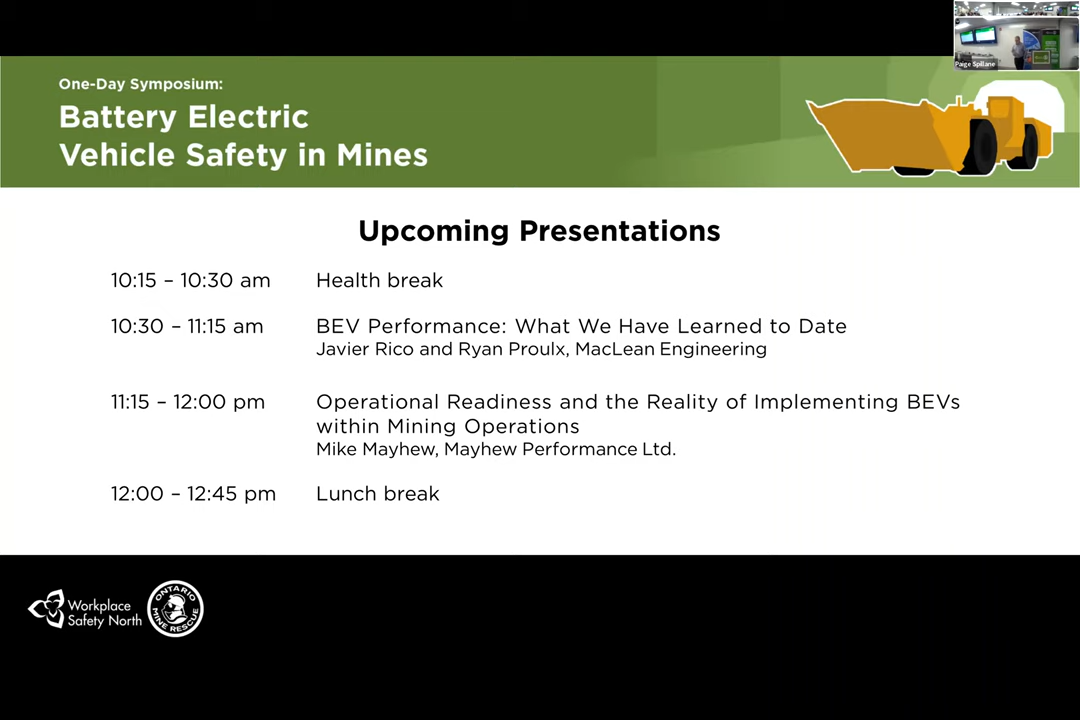 Paige Spillane
One-Day Symposium:
Battery Electric
Vehicle Safety in Mines
Upcoming Presentations
10:15 – 10:30 am Health break
10:30 – 11:15 am BEV Performance: What We Have Learned to Date
Javier Rico and Ryan Proulx, MacLean Engineering
11:15 – 12:00 pm Operational Readiness and the Reality of Implementing BEVs
within Mining Operations
Mike Mayhew, Mayhew Performance Ltd.
12:00 – 12:45 pm Lunch break
Workplace
Safety North
ONTARIO
MINE RESCUE